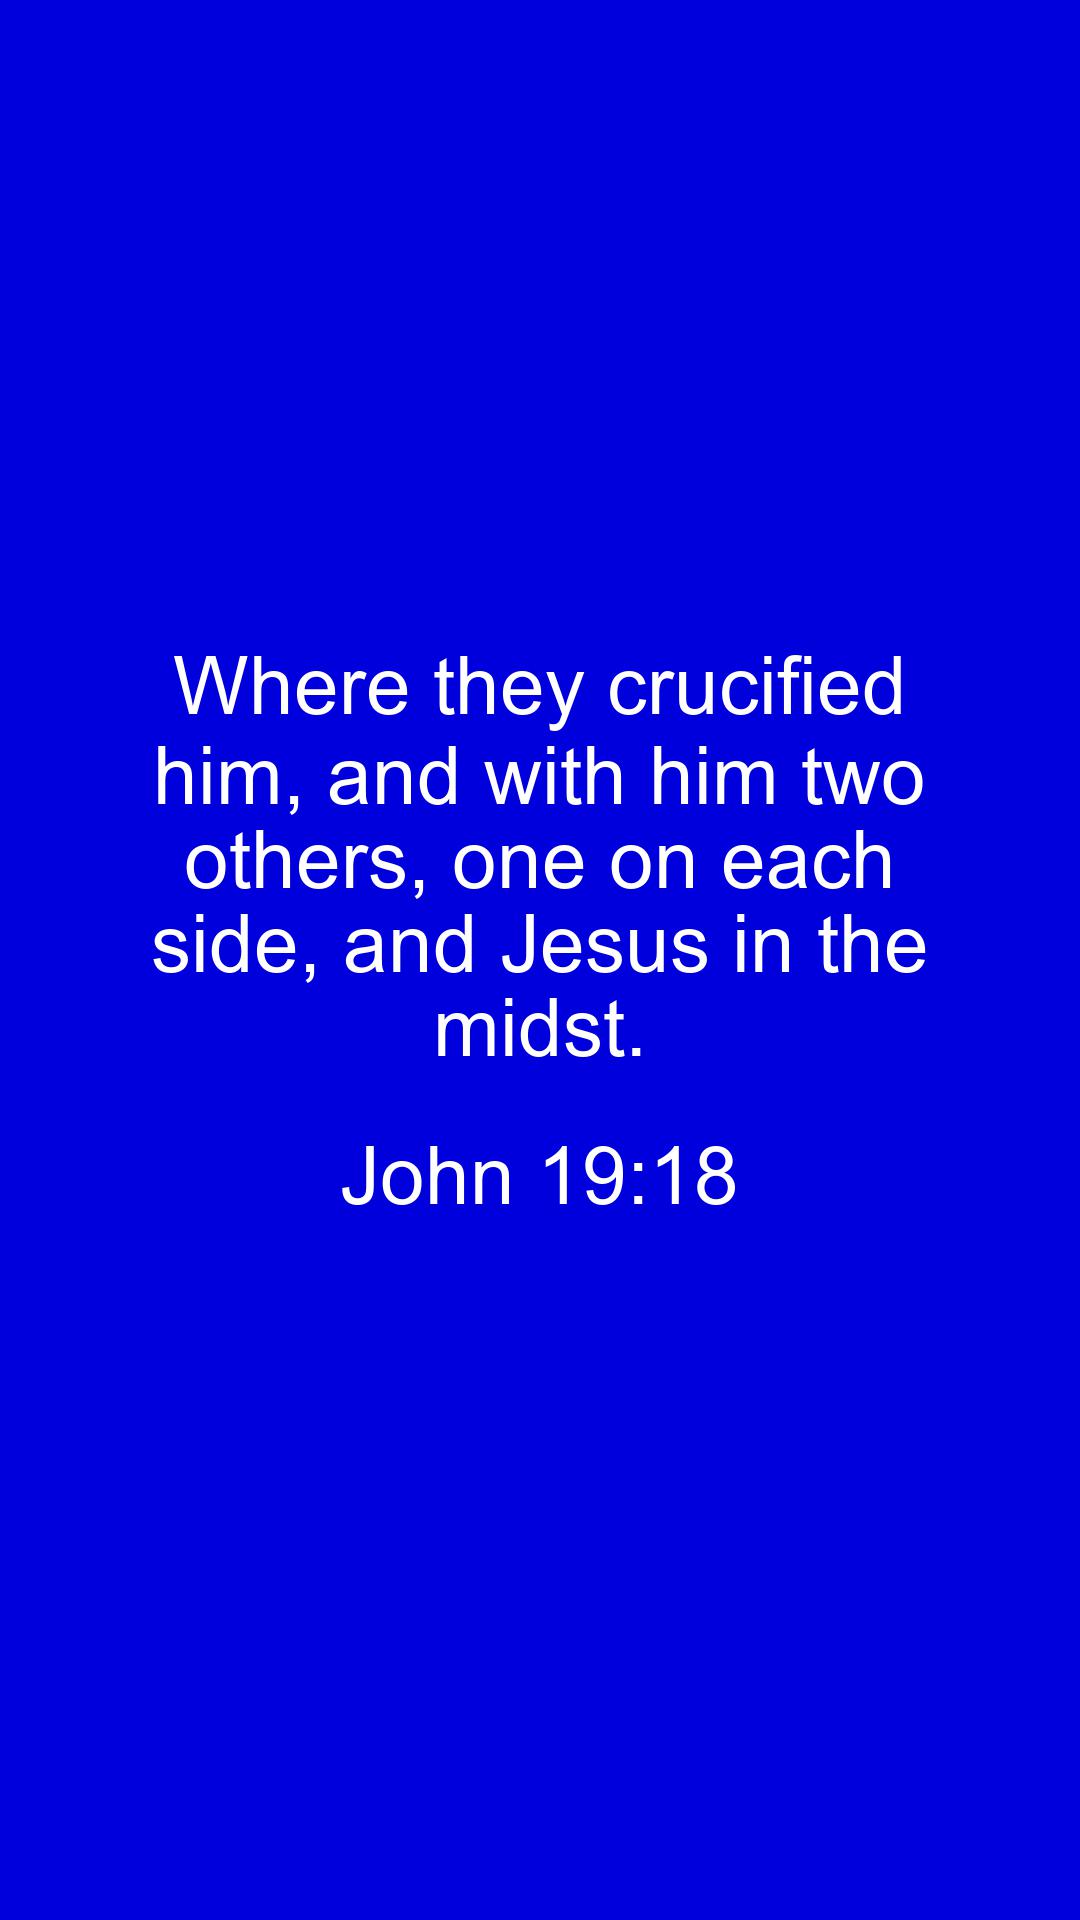 Where they crucified
him, and with him two
others, one on each
side, and Jesus in the
midst.
John 19:18